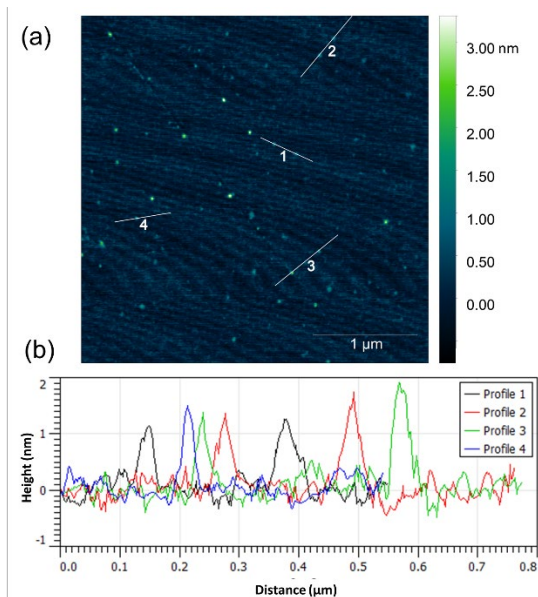 (a)
2
1
4
3
1 µm
3.00 nm
2.50
2.00
1.50
1.00
0.50
0.00
(b)
Height (nm)
2
1
0
-1
Profile 1
Profile 2
Profile 3
Profile 4
0.0 0.1 0.2 0.3 0.4 0.5 0.6 0.7 0.8
Distance (µm)